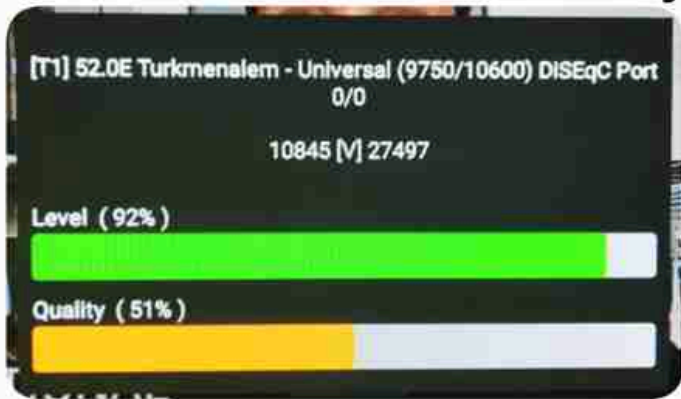 [T1] 52.0E Turkmenalem - Universal (9750/10600) DISEqC Port
0/0
10845 [V] 27497
Level ( 92% )
Quality ( 51% )